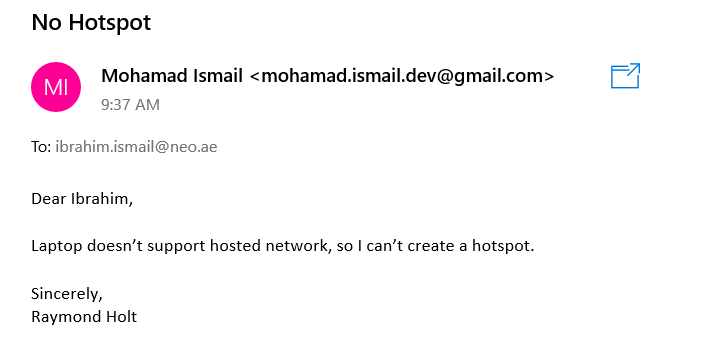 No Hotspot
MI
Mohamad Ismail <mohamad.ismail.dev@gmail.com>
9:37 AM
To: ibrahim.ismail@neo.ae
Dear Ibrahim,
Laptop doesn’t support hosted network, so I can’t create a hotspot.
Sincerely,
Raymond Holt